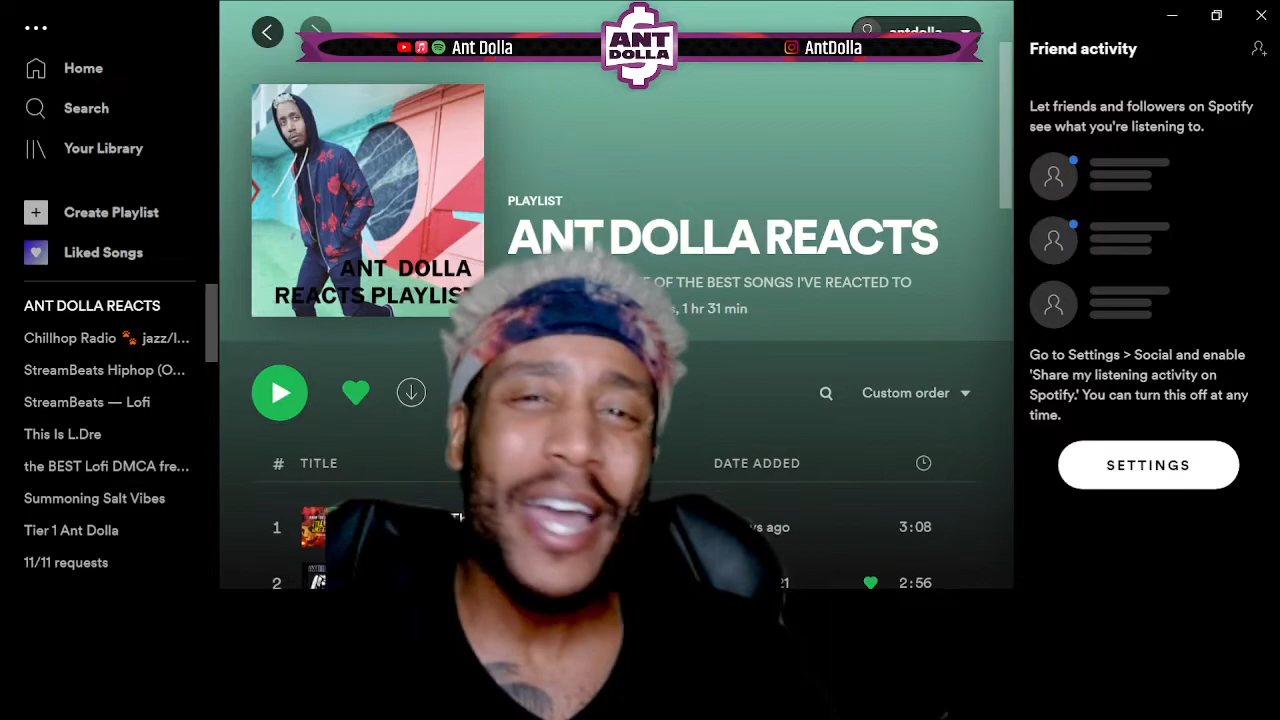 Home
Search
Your Library
Create Playlist
Liked Songs
ANT DOLLA REACTS
Chillhop Radio 🐾 jazz/l...
StreamBeats Hiphop (O...
StreamBeats — Lofi
This Is L.Dre
the BEST Lofi DMCA fre...
Summoning Salt Vibes
Tier 1 Ant Dolla
11/11 requests
Ant Dolla
ANT
DOLLA
AntDolla
antdolla
ANT DOLLA
REACTS PLAYLIST
PLAYLIST
ANT DOLLA REACTS
OF THE BEST SONGS I'VE REACTED TO
1 hr 31 min
Custom order
# TITLE DATE ADDED
1 ago 3:08
2 2:56
Friend activity
Let friends and followers on Spotify
see what you're listening to.
Go to Settings > Social and enable
'Share my listening activity on
Spotify.' You can turn this off at any
time.
SETTINGS